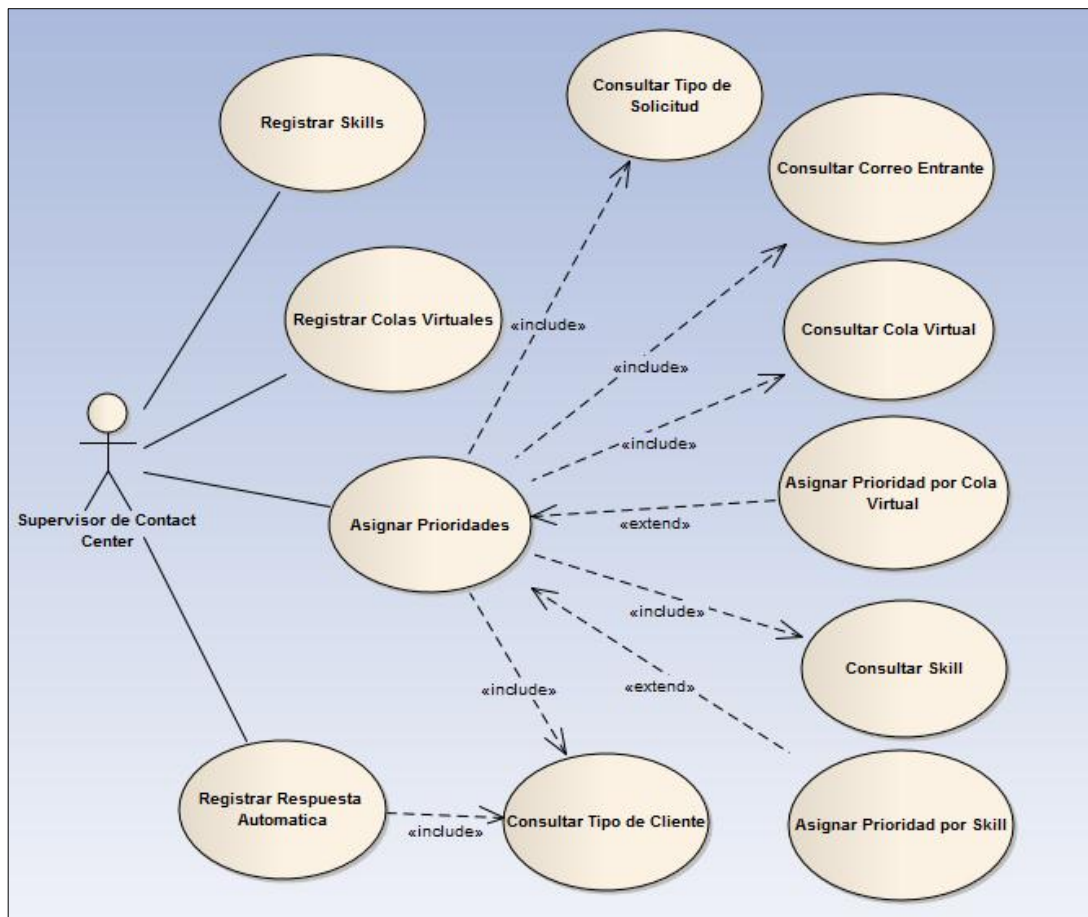 Registrar Skills
Consultar Tipo de
Solicitud
Consultar Correo Entrante
Registrar Colas Virtuales
Consultar Cola Virtual
«include»
«include»
«include»
Asignar Prioridad por Cola
Virtual
Supervisor de Contact
Center
Asignar Prioridades
«extend»
«include»
Consultar Skill
«include»
«extend»
Registrar Respuesta
Automatica
«include»
Consultar Tipo de Cliente
Asignar Prioridad por Skill